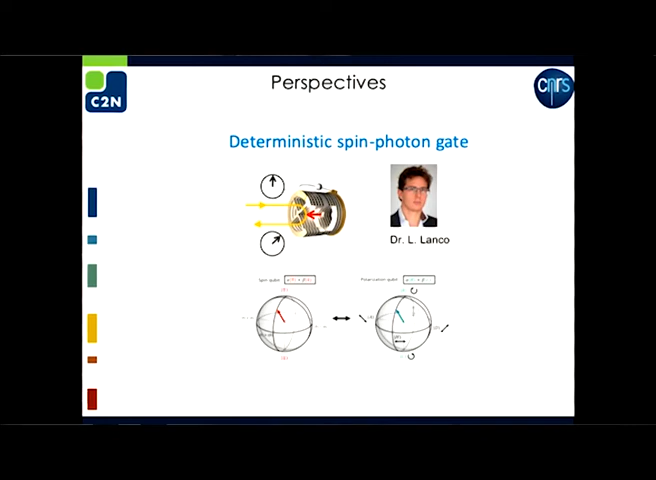 Perspectives
C2N
cnrs
Deterministic spin-photon gate
Dr. L. Lanco
Spin qubit
Polarization qubit